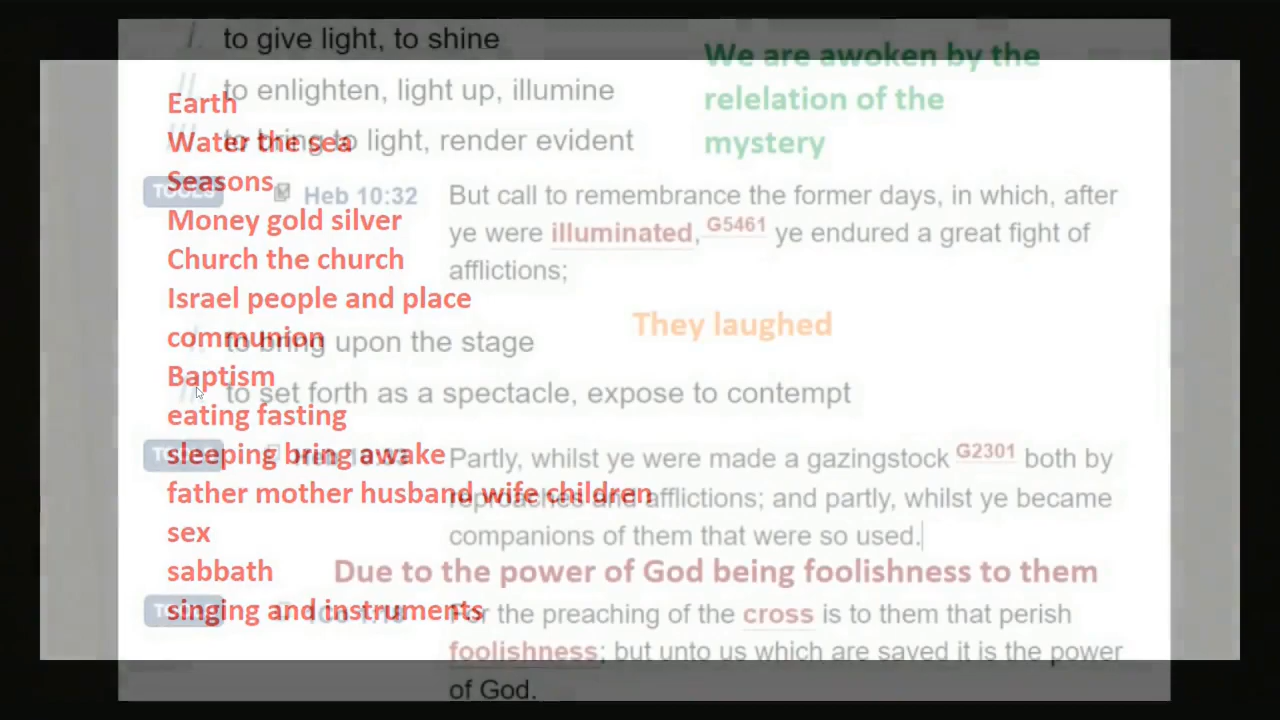 I. to give light, to shine
II. to enlighten, light up, illumine
III. to bring to light, render evident
We are awoken by the
relelation of the
mystery
Earth
Water the sea
Seasons
Money gold silver
Church the church
Israel people and place
communion
Baptism
eating fasting
sleeping bring awake
father mother husband wife children
sex
sabbath
singing and instruments
TOOLS Heb 10:32 But call to remembrance the former days, in which, after
ye were illuminated, G5461 ye endured a great fight of
afflictions;
They laughed
to bring upon the stage
to set forth as a spectacle, expose to contempt
Partly, whilst ye were made a gazingstock G2301 both by
reproaches and afflictions; and partly, whilst ye became
companions of them that were so used.
Due to the power of God being foolishness to them
For the preaching of the cross is to them that perish
foolishness; but unto us which are saved it is the power
of God.